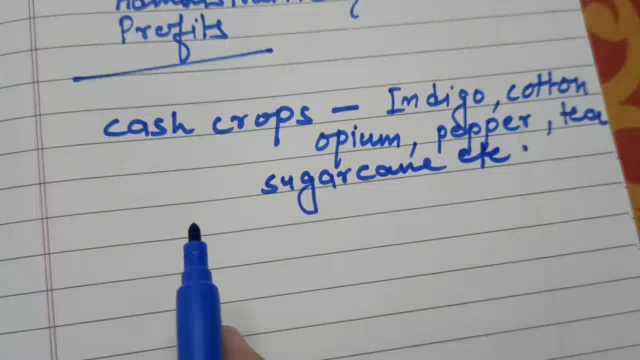 Profits
cash crops - Indigo, cotton
opium, pepper, tea
sugarcane etc.